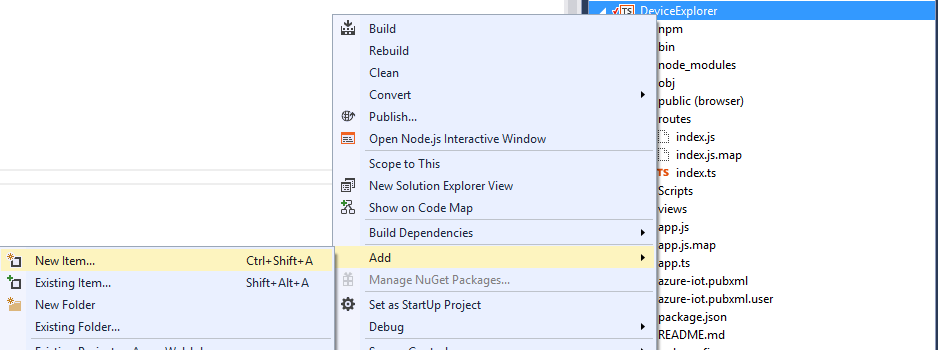 Build
Rebuild
Clean
Convert
Publish...
Open Node.js Interactive Window
Scope to This
New Solution Explorer View
Show on Code Map
Build Dependencies
Add
Manage NuGet Packages...
Set as StartUp Project
Debug
New Item... Ctrl+Shift+A
Existing Item... Shift+Alt+A
New Folder
Existing Folder...
TS DeviceExplorer
npm
bin
node_modules
obj
public (browser)
routes
index.js
index.js.map
TS index.ts
Scripts
views
app.js
app.js.map
app.ts
azure-iot.pubxml
azure-iot.pubxml.user
package.json
README.md